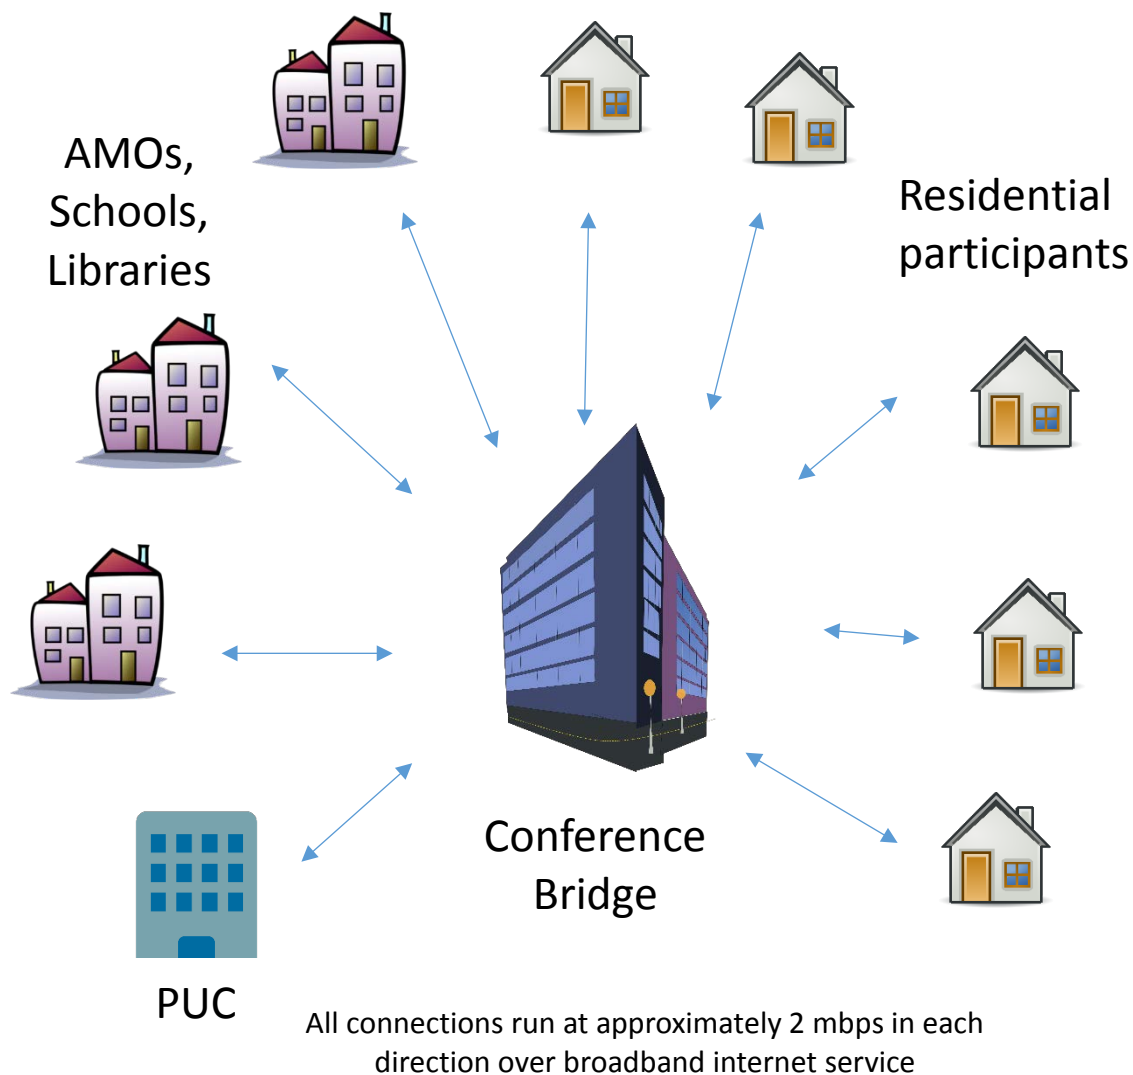 AMOs,
Schools,
Libraries
Residential
participants
Conference
Bridge
PUC
All connections run at approximately 2 mbps in each
direction over broadband internet service